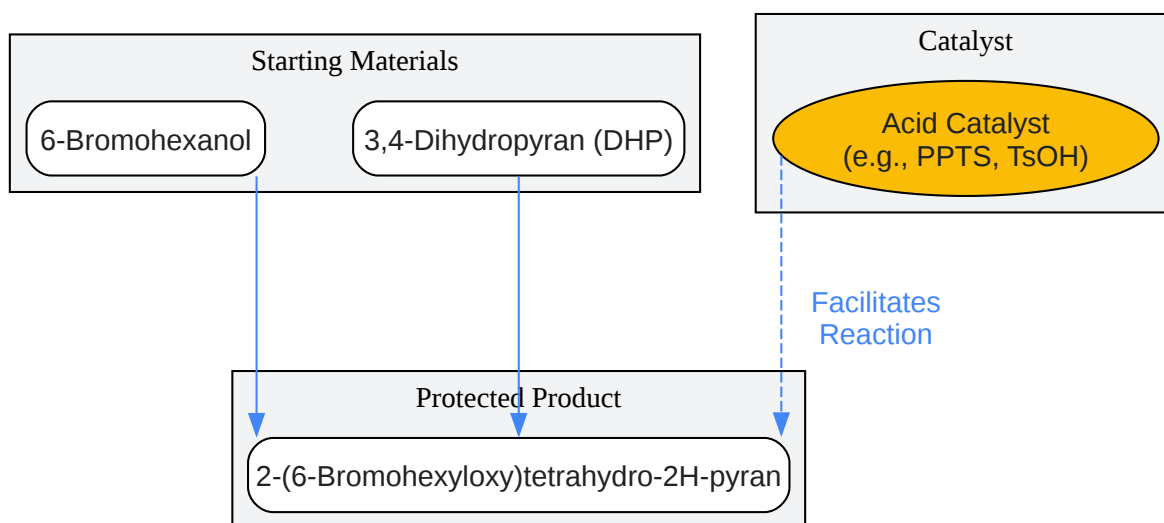 Starting Materials
6-Bromohexanol
3,4-Dihydropyran (DHP)
Catalyst
Acid Catalyst
(e.g., PPTS, TsOH)
Facilitates
Reaction
Protected Product
2-(6-Bromohexyloxy)tetrahydro-2H-pyran